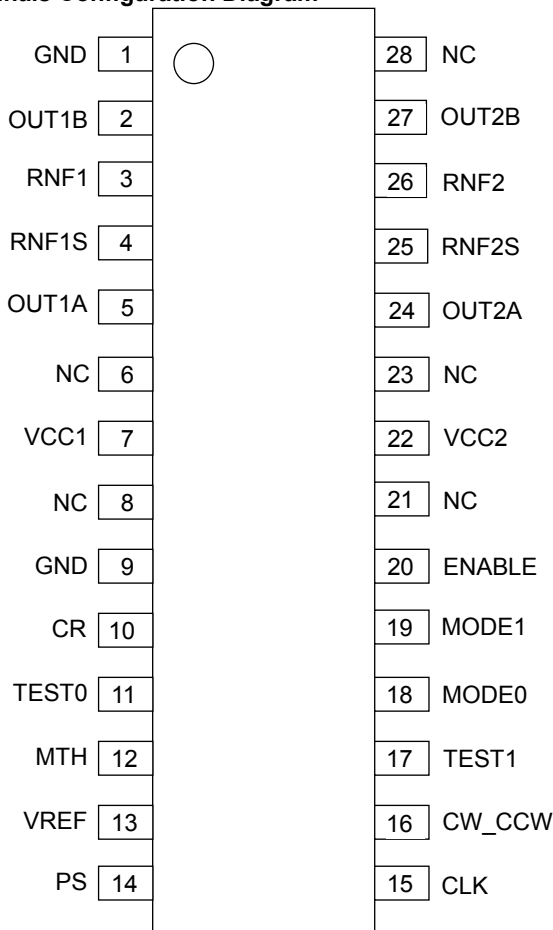 Configuration Diagram
GND 1 28 NC
OUT1B 2 27 OUT2B
RNF1 3 26 RNF2
RNF1S 4 25 RNF2S
OUT1A 5 24 OUT2A
NC 6 23 NC
VCC1 7 22 VCC2
NC 8 21 NC
GND 9 20 ENABLE
CR 10 19 MODE1
TEST0 11 18 MODE0
MTH 12 17 TEST1
VREF 13 16 CW_CCW
PS 14 15 CLK